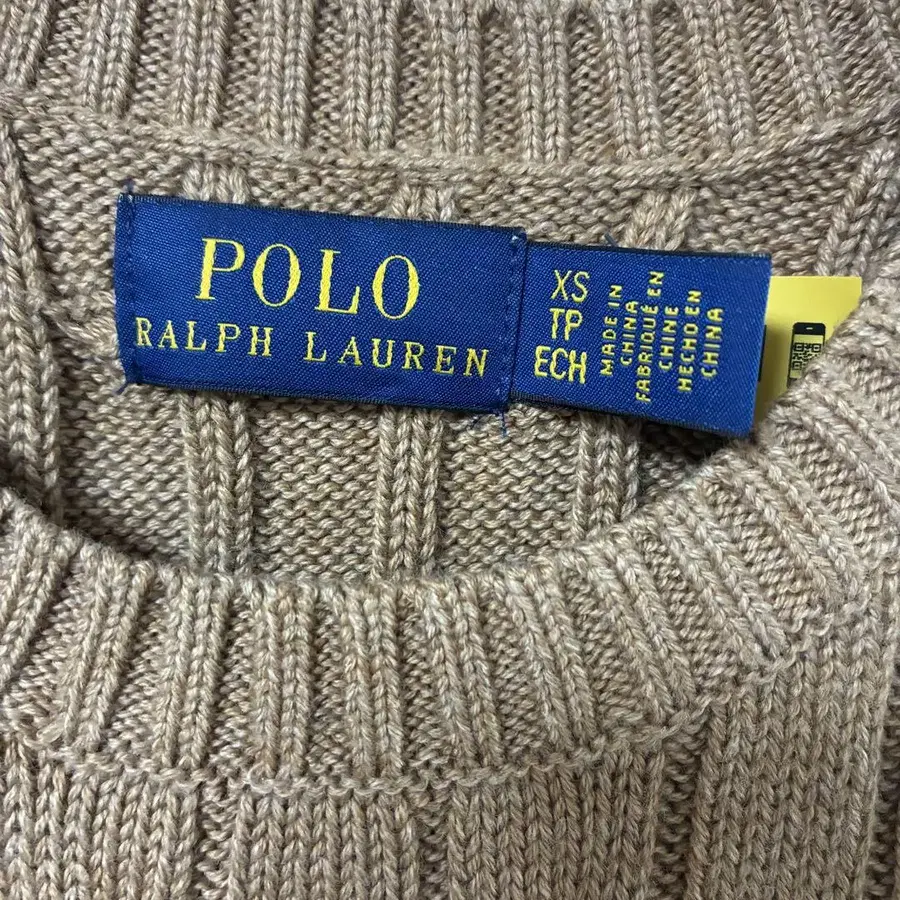 POLO
RALPH LAUREN
XS
TP
ECH
MADE IN
CHINA
FABRIQUÉ EN
CHINE
HECHO EN
CHINA